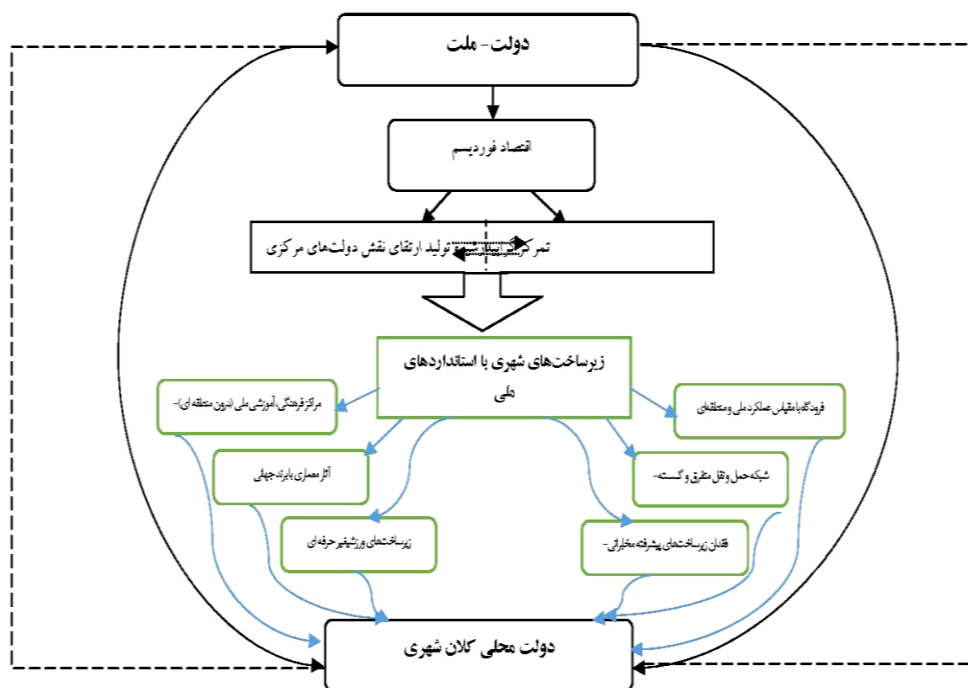 دولت- ملت
اقتصاد فوردیسم
تولید ارتقای نقش دولت‌های مرکزی
زیرساخت‌های شهری با استانداردهای
ملی
فرودگاه با مقیاس عملکرد ملی و منطقه‌ای
مراکز فرهنگی، آموزشی ملی (درون منطقه ای)-
شبکه حمل و نقل متفرق و گسسته-
آثار معماری با برند جهانی
فقدان زیرساخت‌های پیشرفته مخابراتی-
زیرساخت‌های ورزشیغیر حرفه ای
دولت محلی کلان شهری